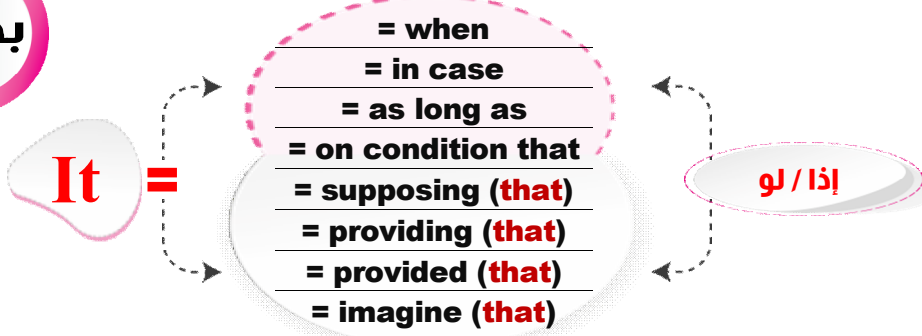 = when
= in case
= as long as
= on condition that
It = = supposing (that) إذا / لو
= providing (that)
= provided (that)
= imagine (that)